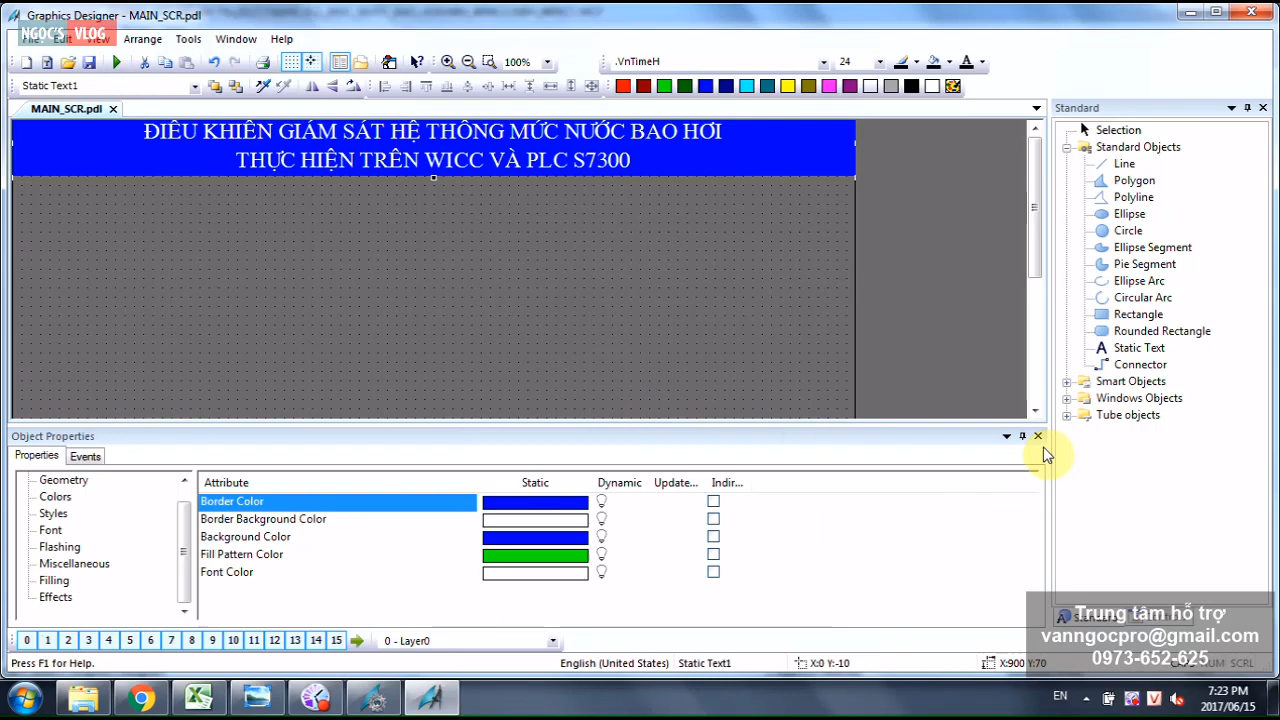 Graphics Designer - MAIN_SCR.pdl
NGOC'S VLOG
File Edit View Arrange Tools Window Help
100% .VnTimeH 24
Static Text1
MAIN_SCR.pdl
ĐIỀU KHIỂN GIÁM SÁT HỆ THỐNG MỨC NƯỚC BAO HƠI
THỰC HIỆN TRÊN WICC VÀ PLC S7300
Standard
Selection
Standard Objects
Line
Polygon
Polyline
Ellipse
Circle
Ellipse Segment
Pie Segment
Ellipse Arc
Circular Arc
Rectangle
Rounded Rectangle
A Static Text
Connector
Smart Objects
Windows Objects
Tube objects
Object Properties
Properties Events
Geometry
Colors
Styles
Font
Flashing
Miscellaneous
Filling
Effects
Attribute Static Dynamic Update... Indir...
Border Color
Border Background Color
Background Color
Fill Pattern Color
Font Color
Trung tâm hỗ trợ
vanngocpro@gmail.com
0973-652-625
0 1 2 3 4 5 6 7 8 9 10 11 12 13 14 15 0 - Layer0
Press F1 for Help. English (United States) Static Text1 X:0 Y:-10 X:900 Y:70 CAP NUM SCRL
EN
7:23 PM
2017/06/15